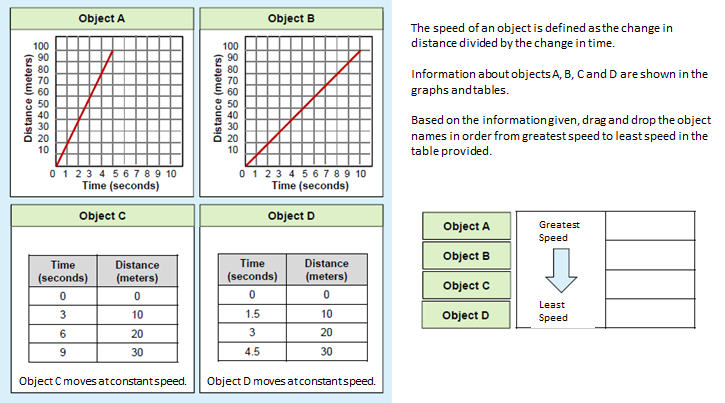 Object A
Distance (meters)
100
90
80
70
60
50
40
30
20
10
0 1 2 3 4 5 6 7 8 9 10
Time (seconds)
Object B
Distance (meters)
100
90
80
70
60
50
40
30
20
10
0 1 2 3 4 5 6 7 8 9 10
Time (seconds)
Object C
Time Distance
(seconds) (meters)
0 0
3 10
6 20
9 30
Object C moves at constant speed.
Object D
Time Distance
(seconds) (meters)
0 0
1.5 10
3 20
4.5 30
Object D moves at constant speed.
The speed of an object is defined as the change in
distance divided by the change in time.
Information about objects A, B, C and D are shown in the
graphs and tables.
Based on the information given, drag and drop the object
names in order from greatest speed to least speed in the
table provided.
Object A
Object B
Object C
Object D
Greatest
Speed
Least
Speed